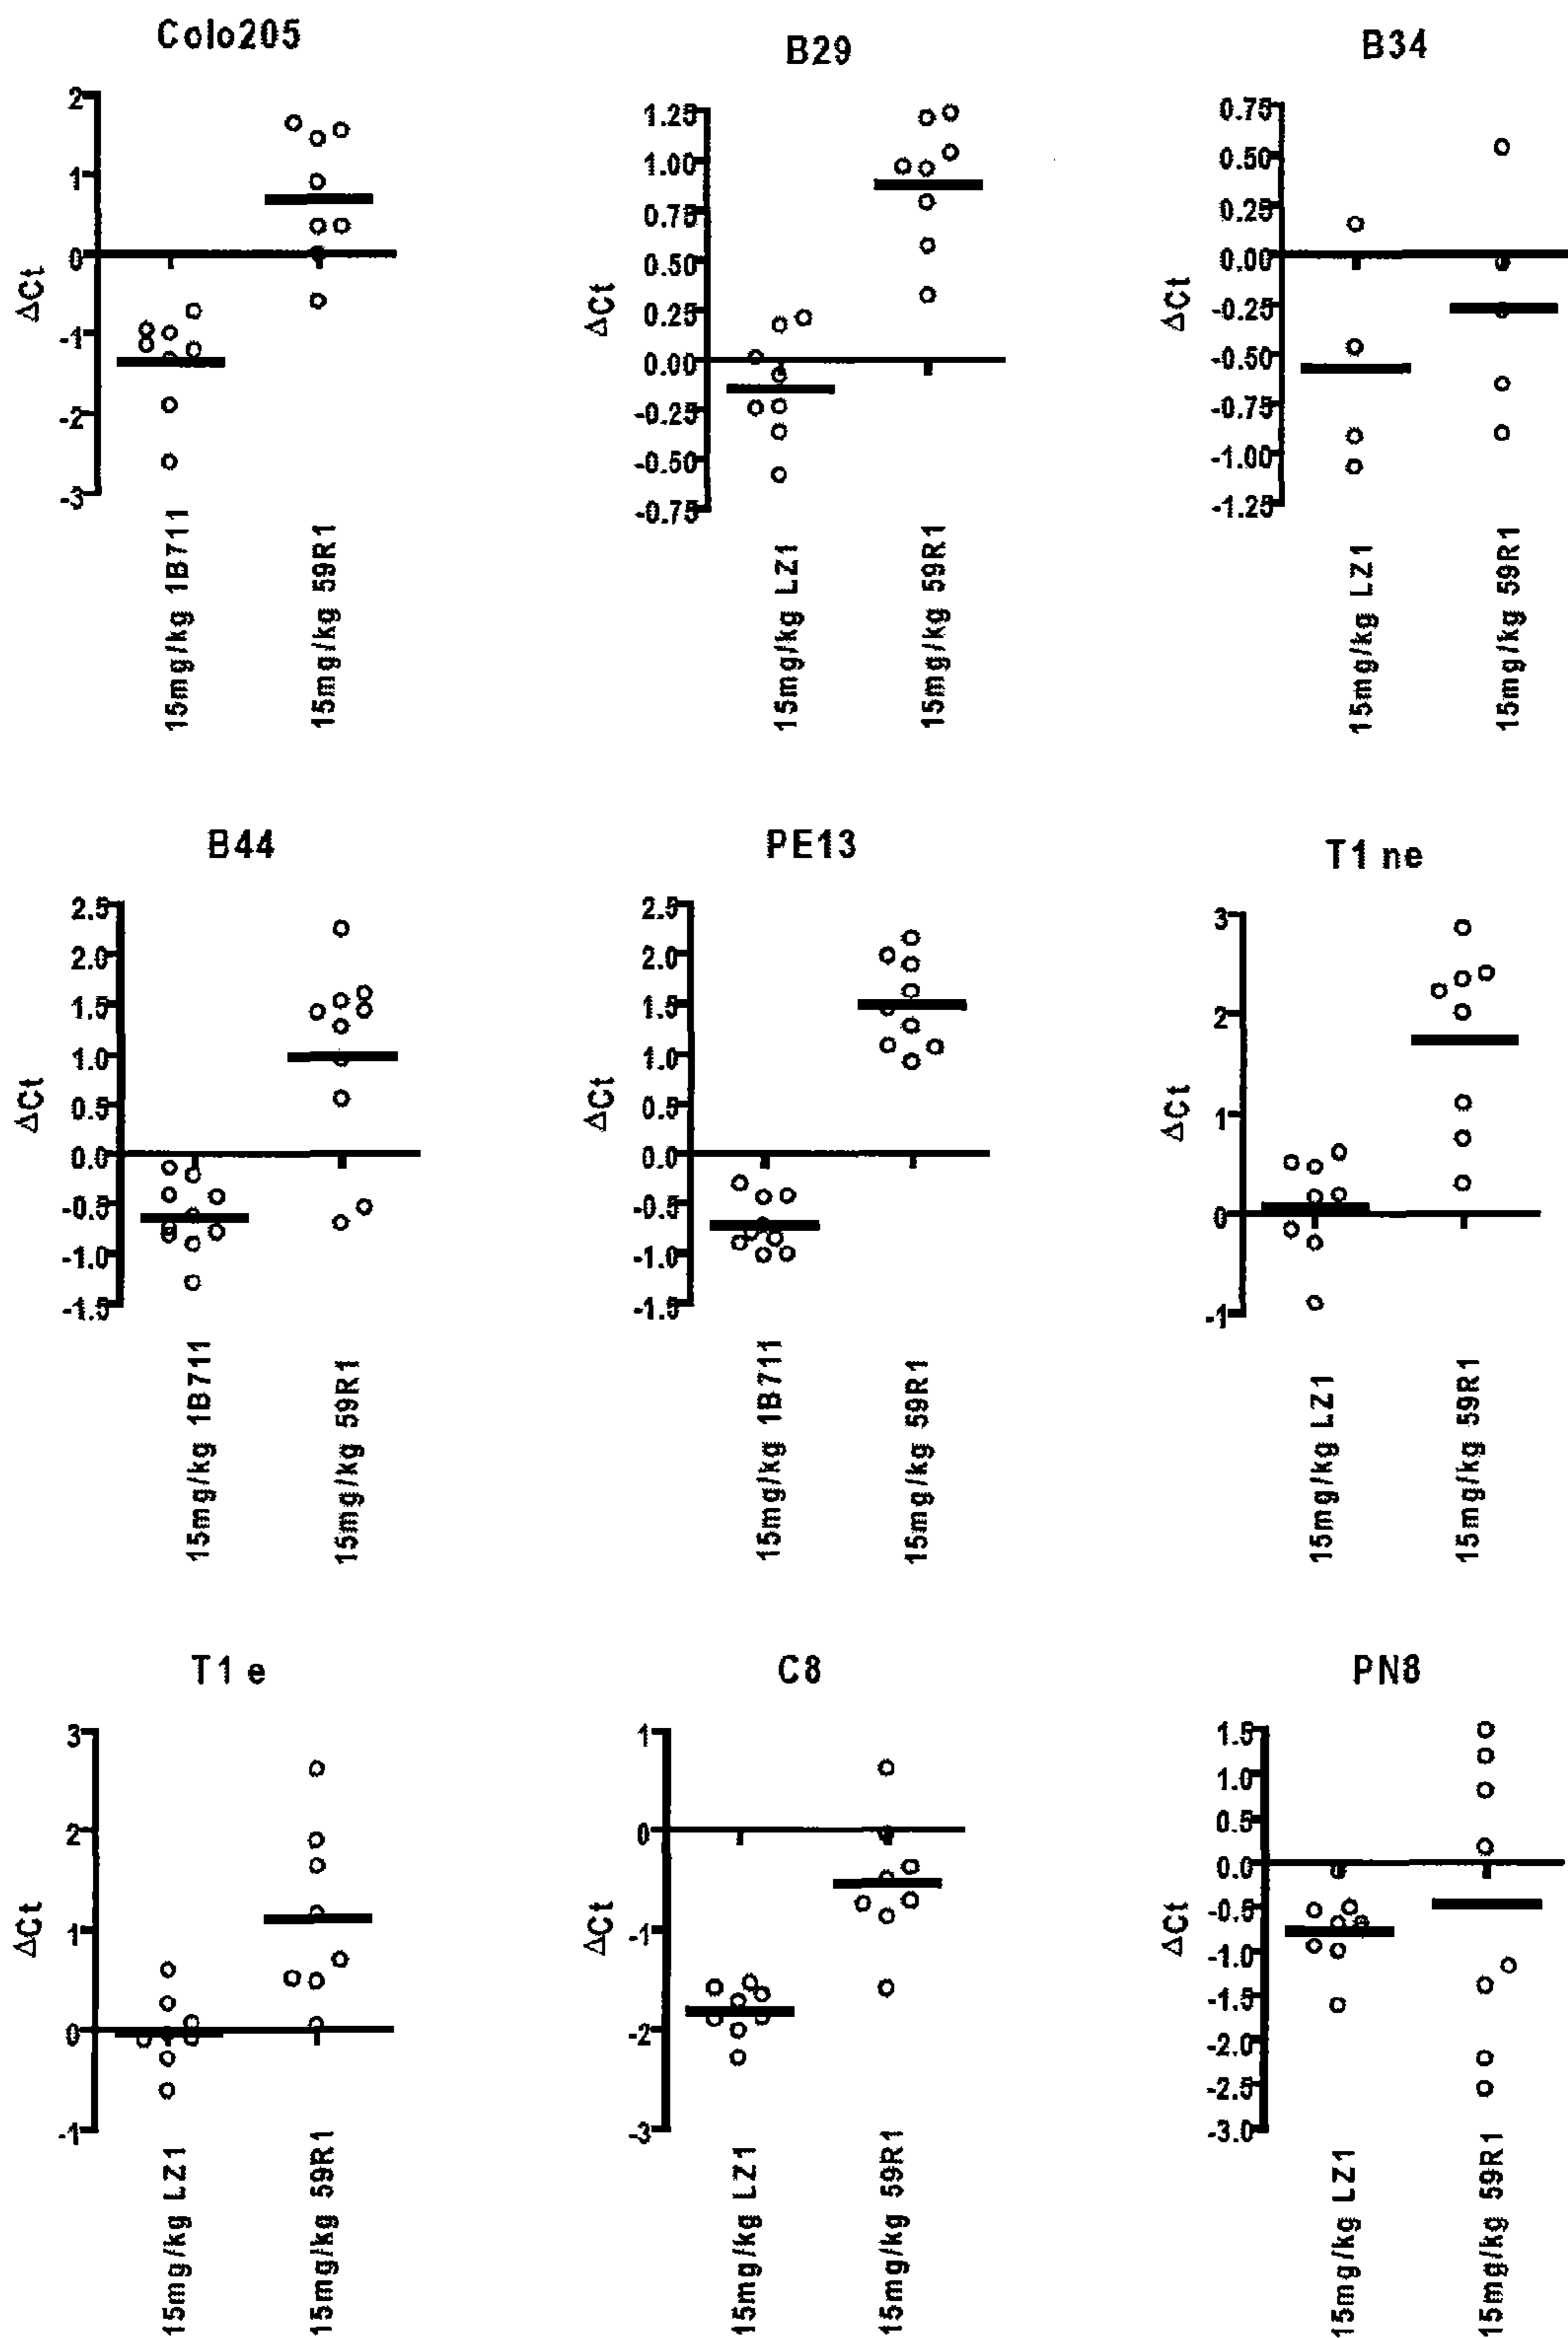 Colo205
2
1
0
-1
-2
-3
ΔCt
15mg/kg 1B711
15mg/kg 59R1
B29
1.25
1.00
0.75
0.50
0.25
0.00
-0.25
-0.50
-0.75
ΔCt
15mg/kg LZ1
15mg/kg 59R1
B34
0.75
0.50
0.25
0.00
-0.25
-0.50
-0.75
-1.00
-1.25
ΔCt
15mg/kg LZ1
15mg/kg 59R1
B44
2.5
2.0
1.5
1.0
0.5
0.0
-0.5
-1.0
-1.5
ΔCt
15mg/kg 1B711
15mg/kg 59R1
PE13
2.5
2.0
1.5
1.0
0.5
0.0
-0.5
-1.0
-1.5
ΔCt
15mg/kg 1B711
15mg/kg 59R1
T1 ne
3
2
1
0
-1
ΔCt
15mg/kg LZ1
15mg/kg 59R1
T1 e
3
2
1
0
-1
ΔCt
15mg/kg LZ1
15mg/kg 59R1
C8
1
0
-1
-2
-3
ΔCt
15mg/kg LZ1
15mg/kg 59R1
PN8
1.5
1.0
0.5
0.0
-0.5
-1.0
-1.5
-2.0
-2.5
-3.0
ΔCt
15mg/kg LZ1
15mg/kg 59R1